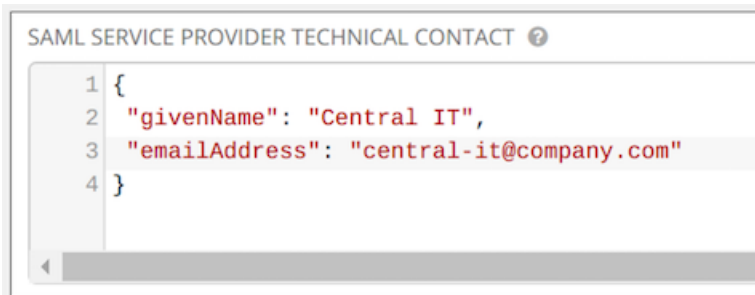 SAML SERVICE PROVIDER TECHNICAL CONTACT ?
1 {
2 "givenName": "Central IT",
3 "emailAddress": "central-it@company.com"
4 }